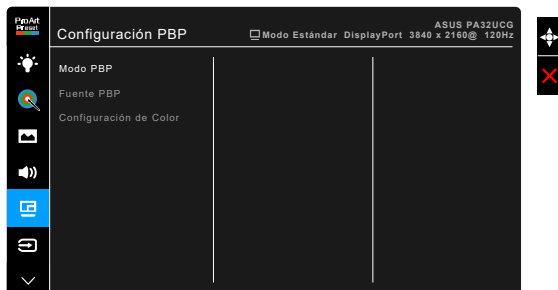 ProArt
Preset
Configuración PBP
ASUS PA32UCG
Modo Estándar DisplayPort 3840 x 2160@ 120Hz
Modo PBP
Fuente PBP
Configuración de Color